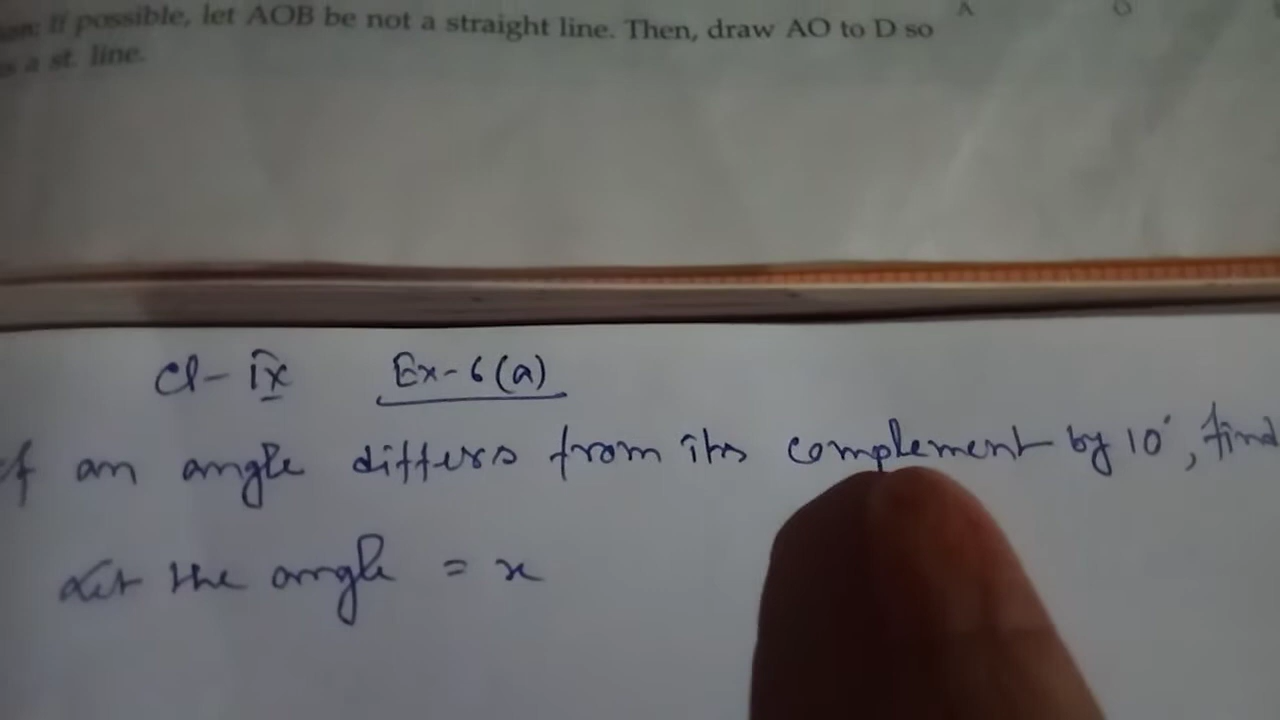 If possible, let AOB be not a straight line. Then, draw AO to D so
a st. line.
A O
Cl-IX Ex-6(a)
an angle differs from its complement by 10°, find
Let the angle = x